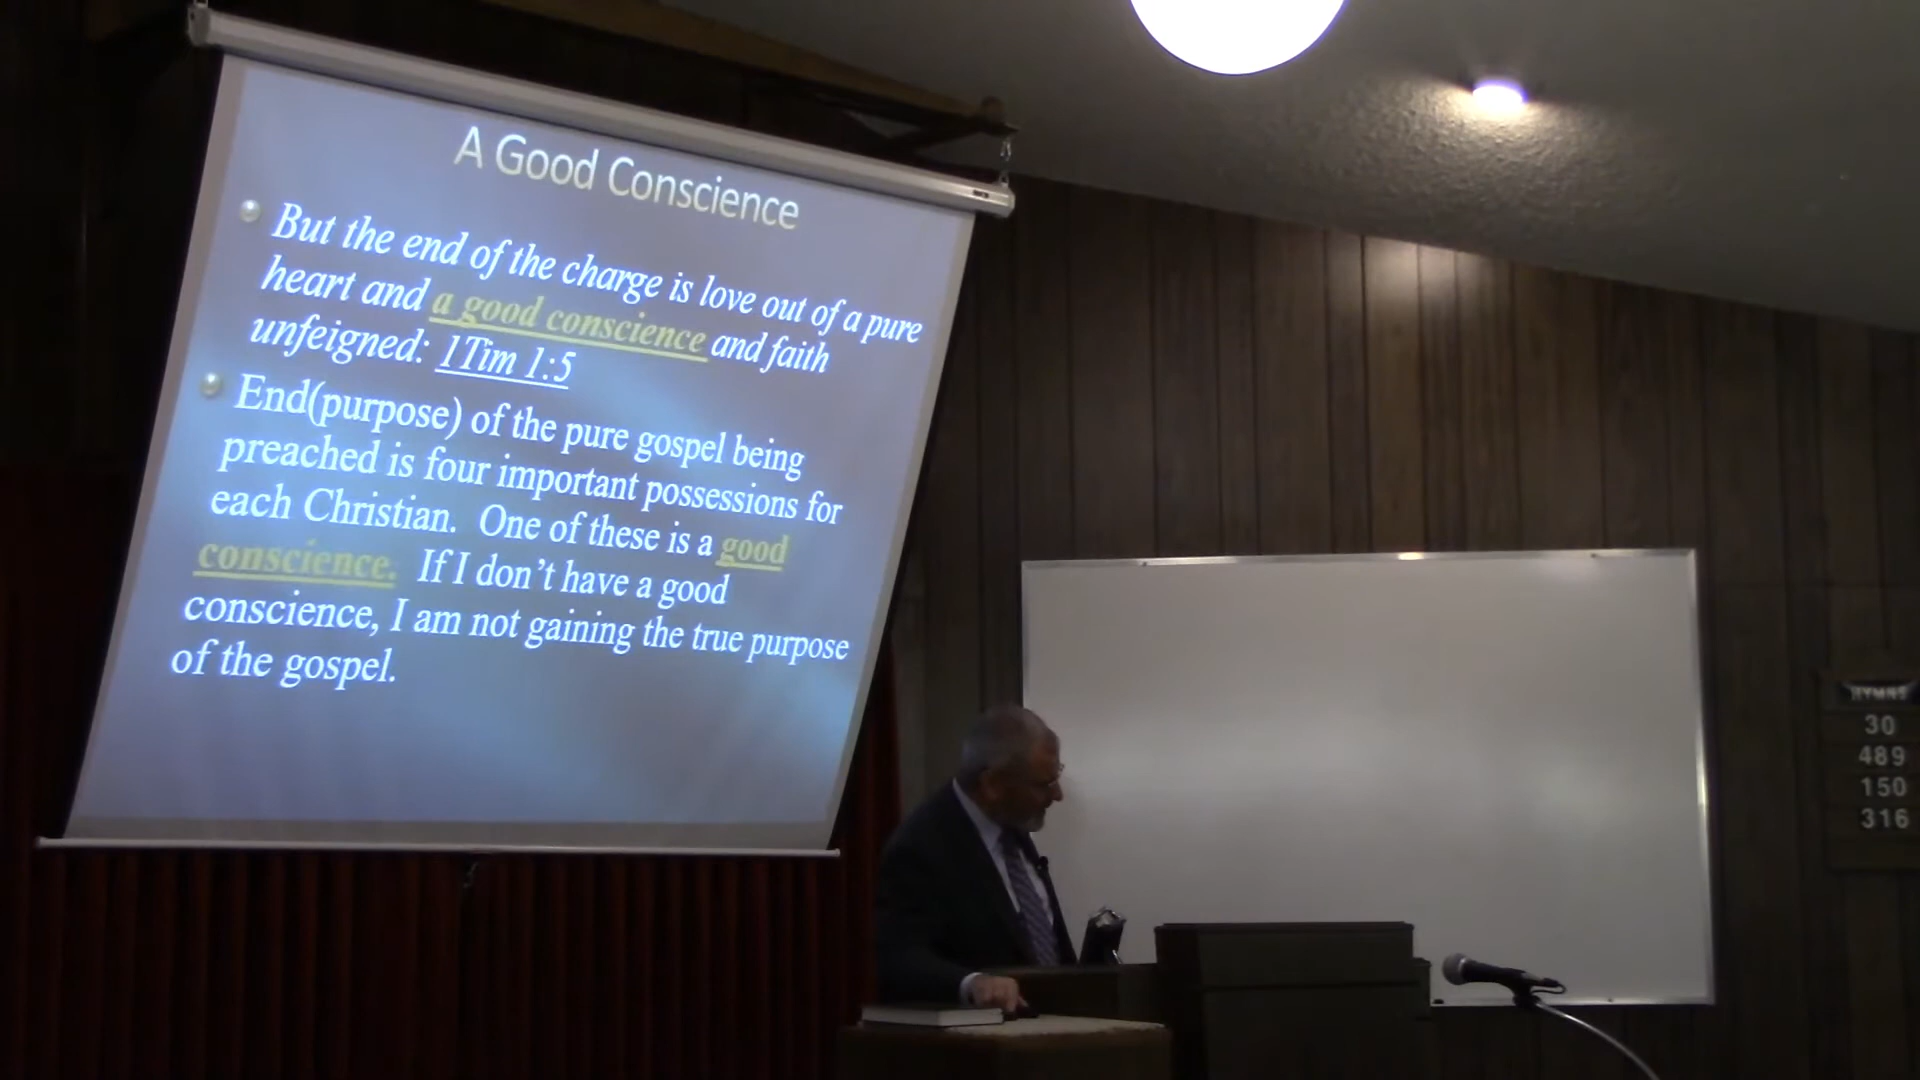 A Good Conscience
But the end of the charge is love out of a pure
heart and a good conscience and faith
unfeigned: 1Tim 1:5
End(purpose) of the pure gospel being
preached is four important possessions for
each Christian. One of these is a good
conscience. If I don't have a good
conscience, I am not gaining the true purpose
of the gospel.
HYMNS
30
489
150
316